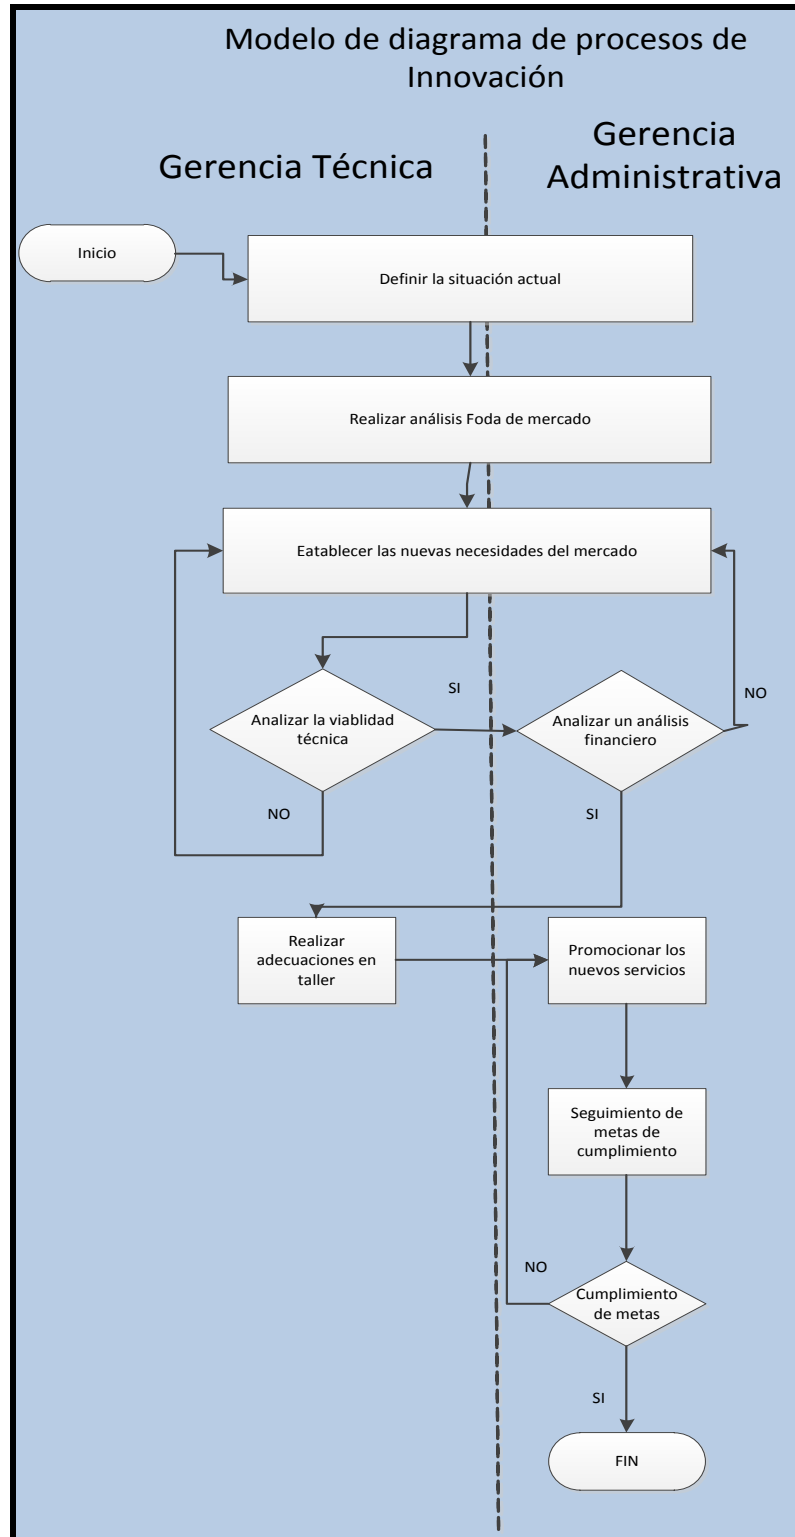 Modelo de diagrama de procesos de
Innovación
Gerencia Técnica
Gerencia
Administrativa
Inicio
Definir la situación actual
Realizar análisis Foda de mercado
Eatablecer las nuevas necesidades del mercado
Analizar la viablidad
técnica
SI
Analizar un análisis
financiero
NO
NO
SI
Realizar
adecuaciones en
taller
Promocionar los
nuevos servicios
Seguimiento de
metas de
cumplimiento
NO
Cumplimiento
de metas
SI
FIN